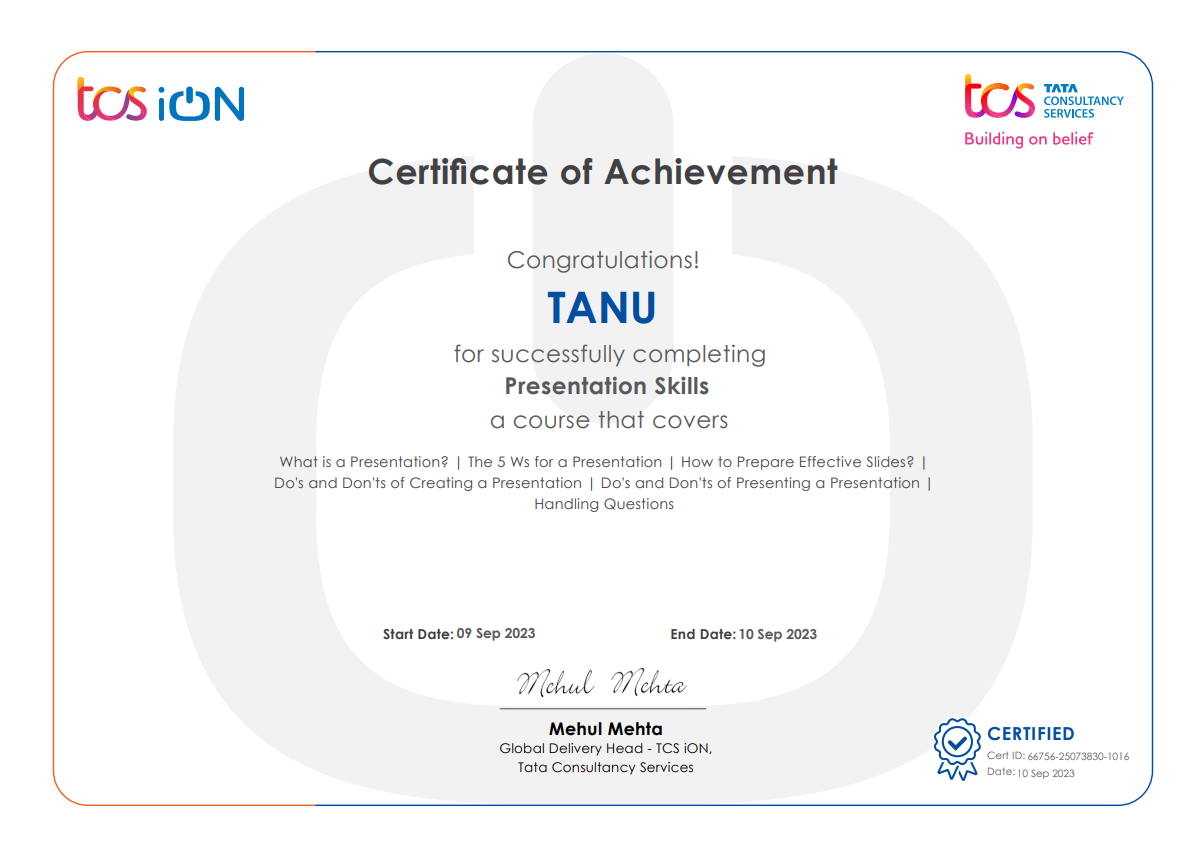 tcs iON
tcs TATA
CONSULTANCY
SERVICES
Building on belief
Certificate of Achievement
Congratulations!
TANU
for successfully completing
Presentation Skills
a course that covers
What is a Presentation? | The 5 Ws for a Presentation | How to Prepare Effective Slides? |
Do's and Don'ts of Creating a Presentation | Do's and Don'ts of Presenting a Presentation |
Handling Questions
Start Date: 09 Sep 2023 End Date: 10 Sep 2023
Mehul Mehta
Mehul Mehta
Global Delivery Head - TCS iON,
Tata Consultancy Services
CERTIFIED
Cert ID: 66756-25073830-1016
Date: 10 Sep 2023